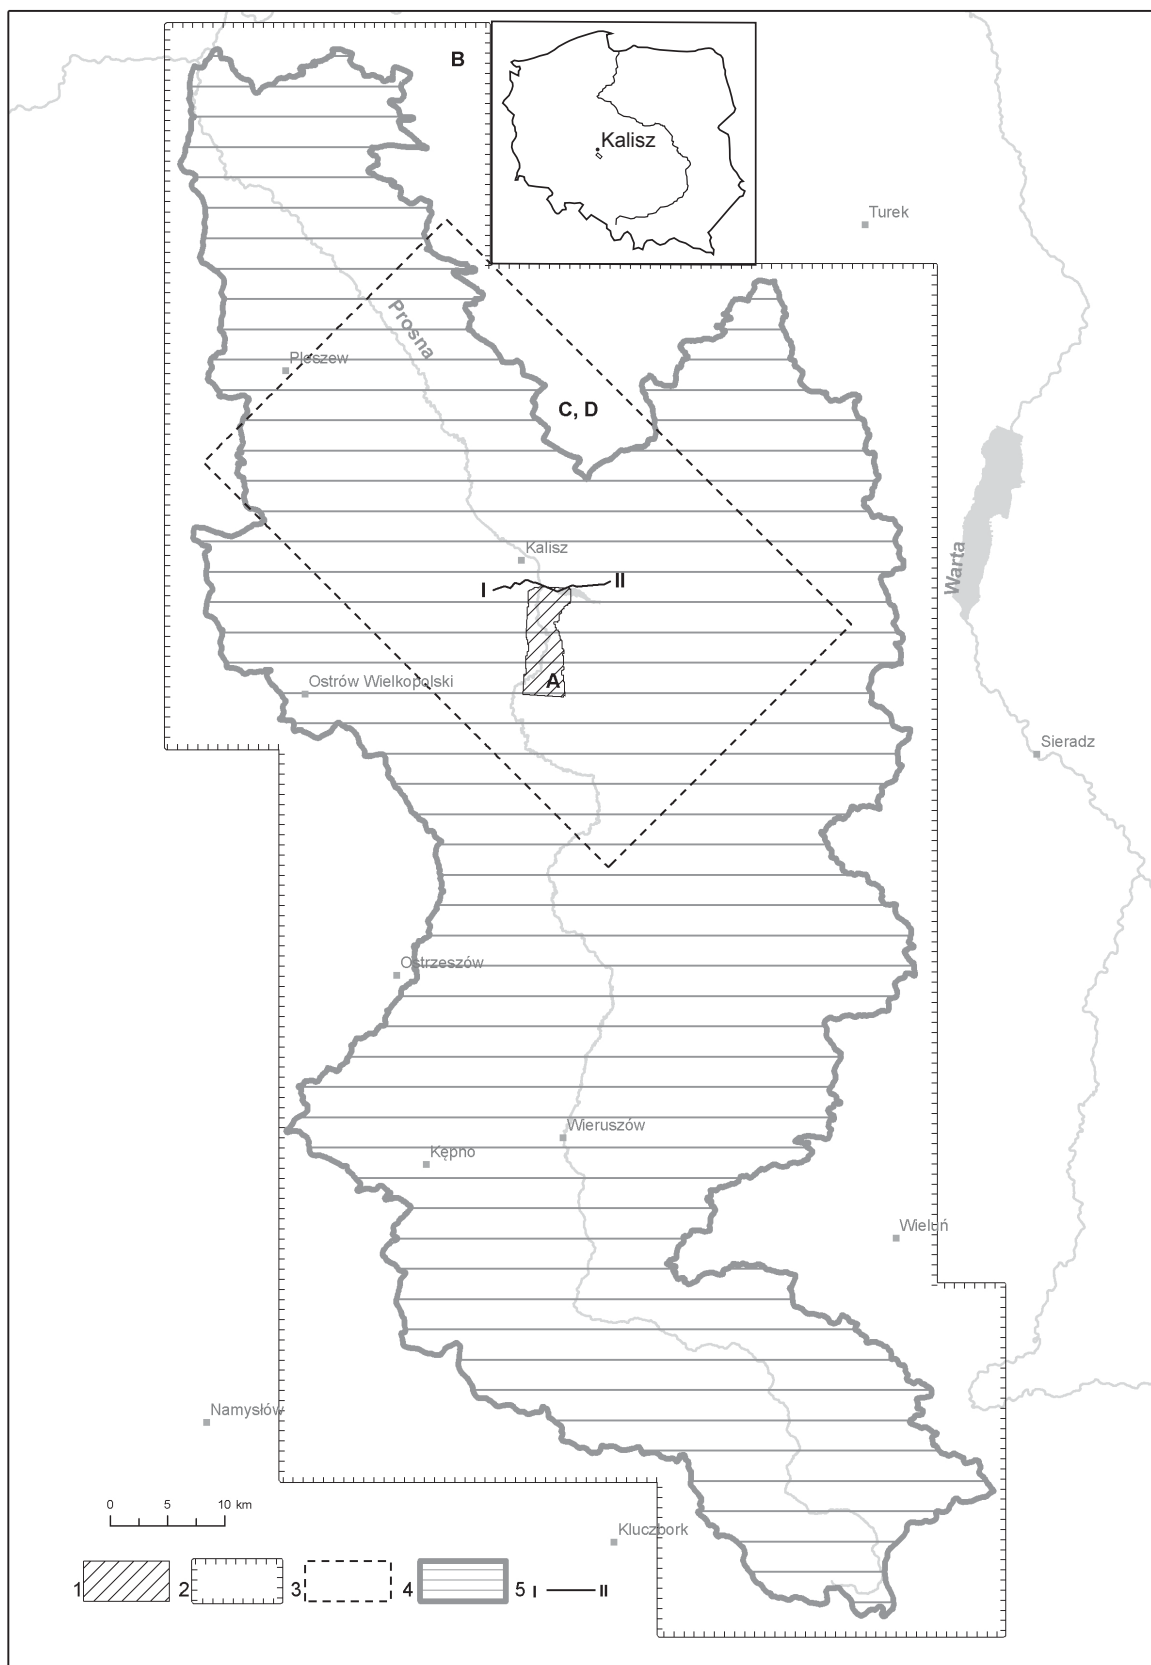 B
Kalisz
Turek
Prosna
Pleszew
C, D
Kalisz
I
II
Warta
A
Ostrów Wielkopolski
Sieradz
Ostrzeszów
Wieruszów
Kępno
Wieluń
Namysłów
Kluczbork
0 5 10 km
1 2 3 4 5 I II